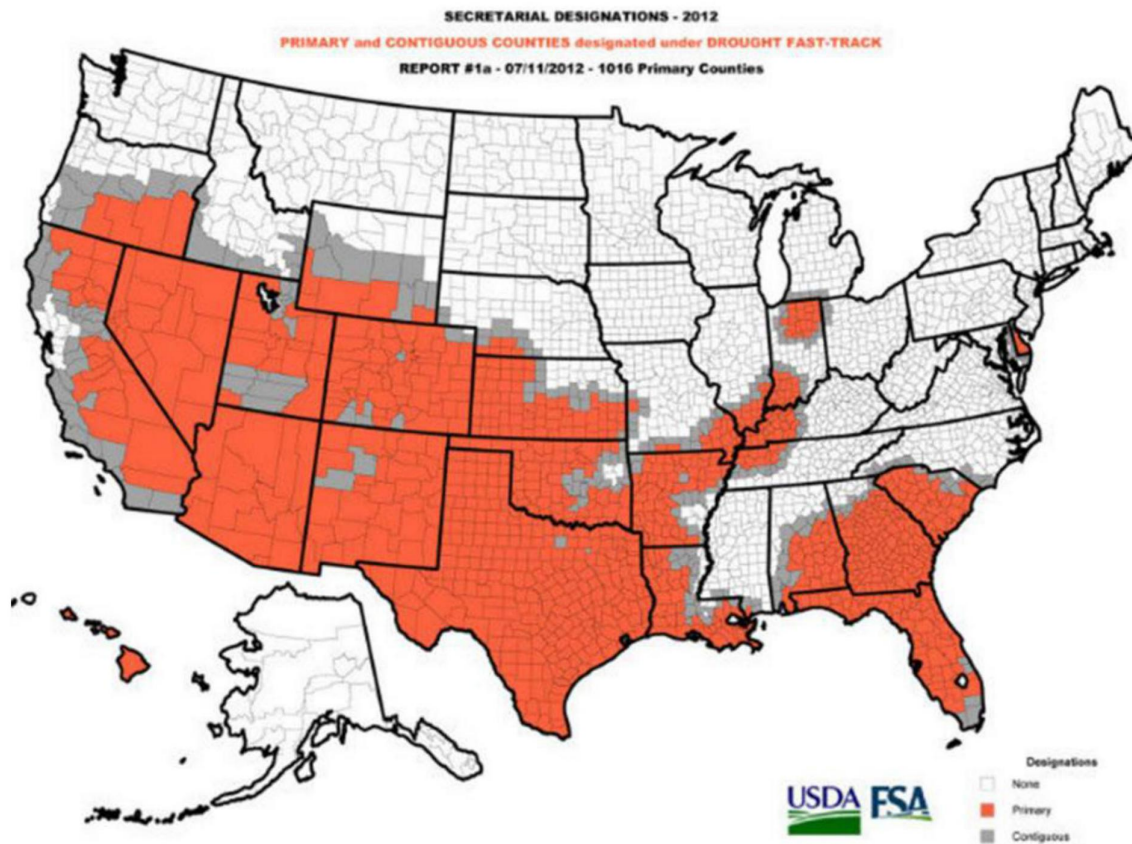 SECRETARIAL DESIGNATIONS - 2012
PRIMARY and CONTIGUOUS COUNTIES designated under DROUGHT FAST-TRACK
REPORT #1a - 07/11/2012 - 1016 Primary Counties
Designations
None
Primary
Contiguous
USDA FSA